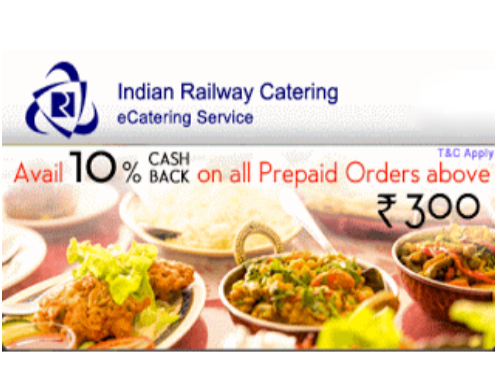 Indian Railway Catering
eCatering Service
T&C Apply
Avail 10% CASH BACK on all Prepaid Orders above
₹ 300